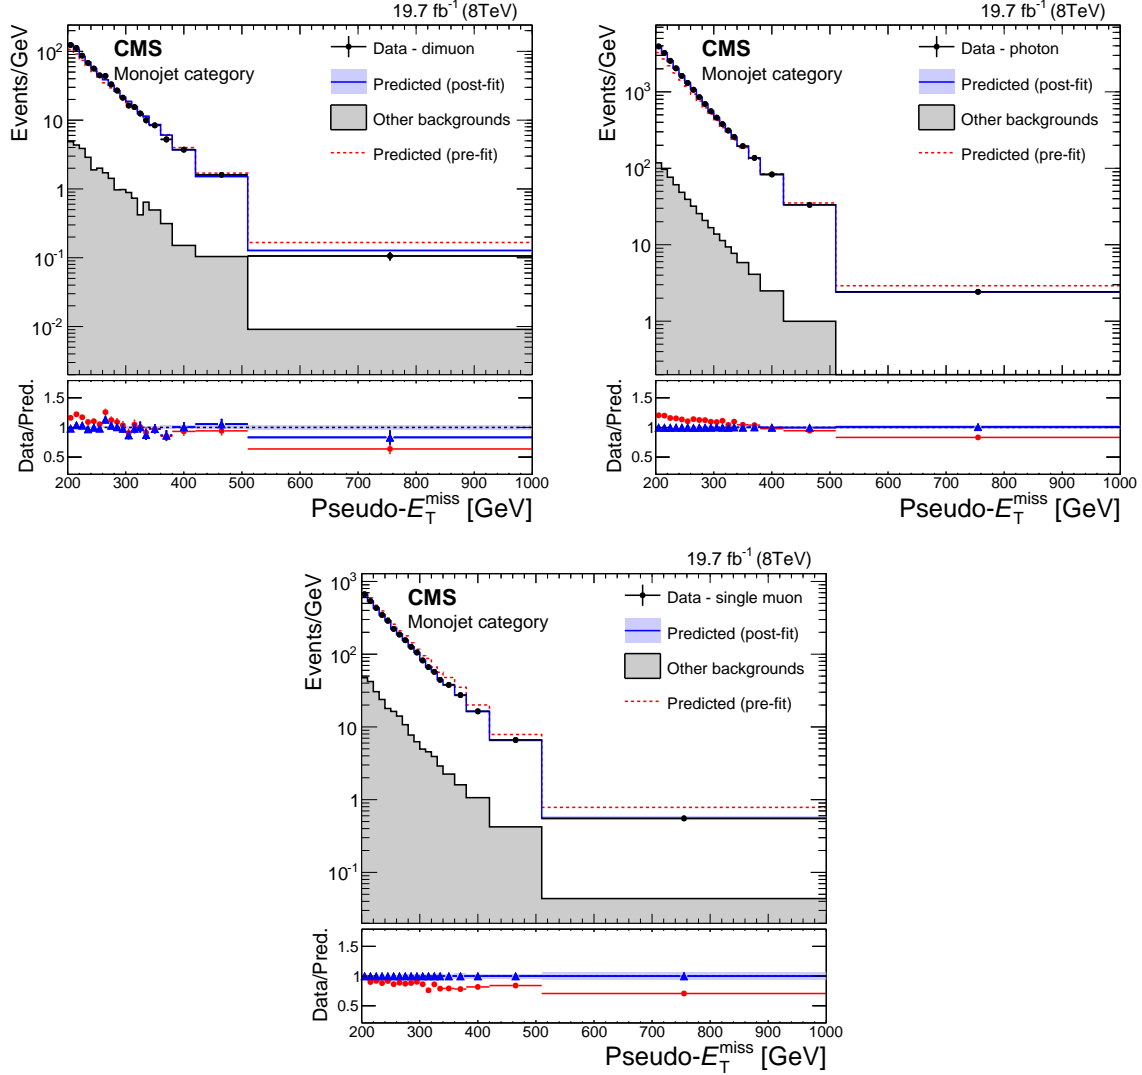 19.7 fb⁻¹ (8TeV)
Events/GeV
10²
10
1
10⁻¹
10⁻²
CMS
Monojet category
Data - dimuon
Predicted (post-fit)
Other backgrounds
Predicted (pre-fit)
Data/Pred.
1.5
1
0.5
200 300 400 500 600 700 800 900 1000
Pseudo-E_T^miss [GeV]
19.7 fb⁻¹ (8TeV)
Events/GeV
10³
10²
10
1
CMS
Monojet category
Data - photon
Predicted (post-fit)
Other backgrounds
Predicted (pre-fit)
Data/Pred.
1.5
1
0.5
200 300 400 500 600 700 800 900 1000
Pseudo-E_T^miss [GeV]
19.7 fb⁻¹ (8TeV)
Events/GeV
10³
10²
10
1
10⁻¹
CMS
Monojet category
Data - single muon
Predicted (post-fit)
Other backgrounds
Predicted (pre-fit)
Data/Pred.
1.5
1
0.5
200 300 400 500 600 700 800 900 1000
Pseudo-E_T^miss [GeV]